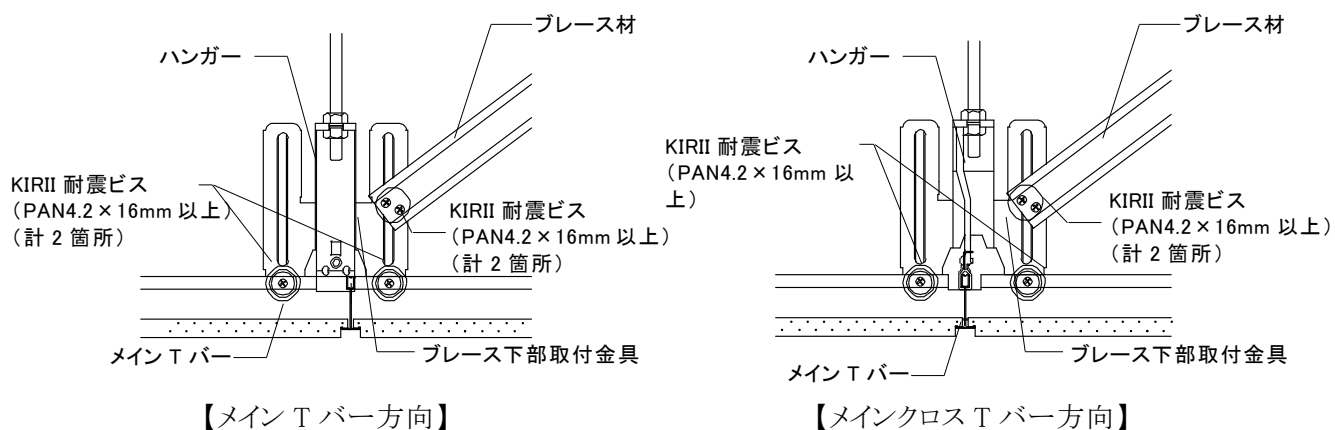 ブレース材
ハンガー
KIRII 耐震ビス
（PAN4.2×16mm 以上）
（計 2 箇所）
KIRII 耐震ビス
（PAN4.2×16mm 以上）
（計 2 箇所）
メイン T バー
ブレース下部取付金具
【メイン T バー方向】
ブレース材
ハンガー
KIRII 耐震ビス
（PAN4.2×16mm 以
上）
KIRII 耐震ビス
（PAN4.2×16mm 以上）
（計 2 箇所）
ブレース下部取付金具
メイン T バー
【メインクロス T バー方向】